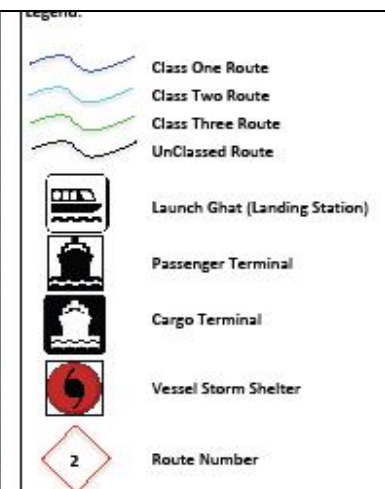 Legend:
Class One Route
Class Two Route
Class Three Route
UnClassed Route
Launch Ghat (Landing Station)
Passenger Terminal
Cargo Terminal
Vessel Storm Shelter
2 Route Number